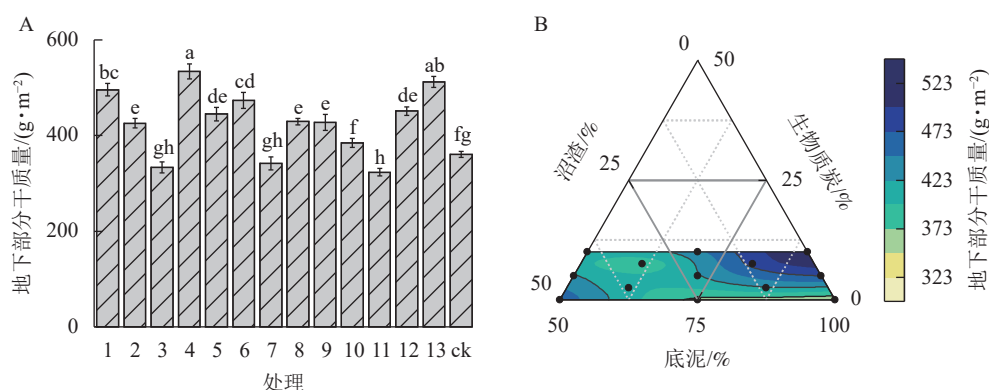 A
地下部分干质量/(g·m⁻²)
600
400
200
0
bc
e
gh
a
de
cd
gh
e
e
f
h
de
ab
fg
1 2 3 4 5 6 7 8 9 10 11 12 13 ck
处理
B
0
50
沼渣/%
生物质炭/%
25
25
50
0
50
75
100
底泥/%
523
473
423
373
323
地下部分干质量/(g·m⁻²)